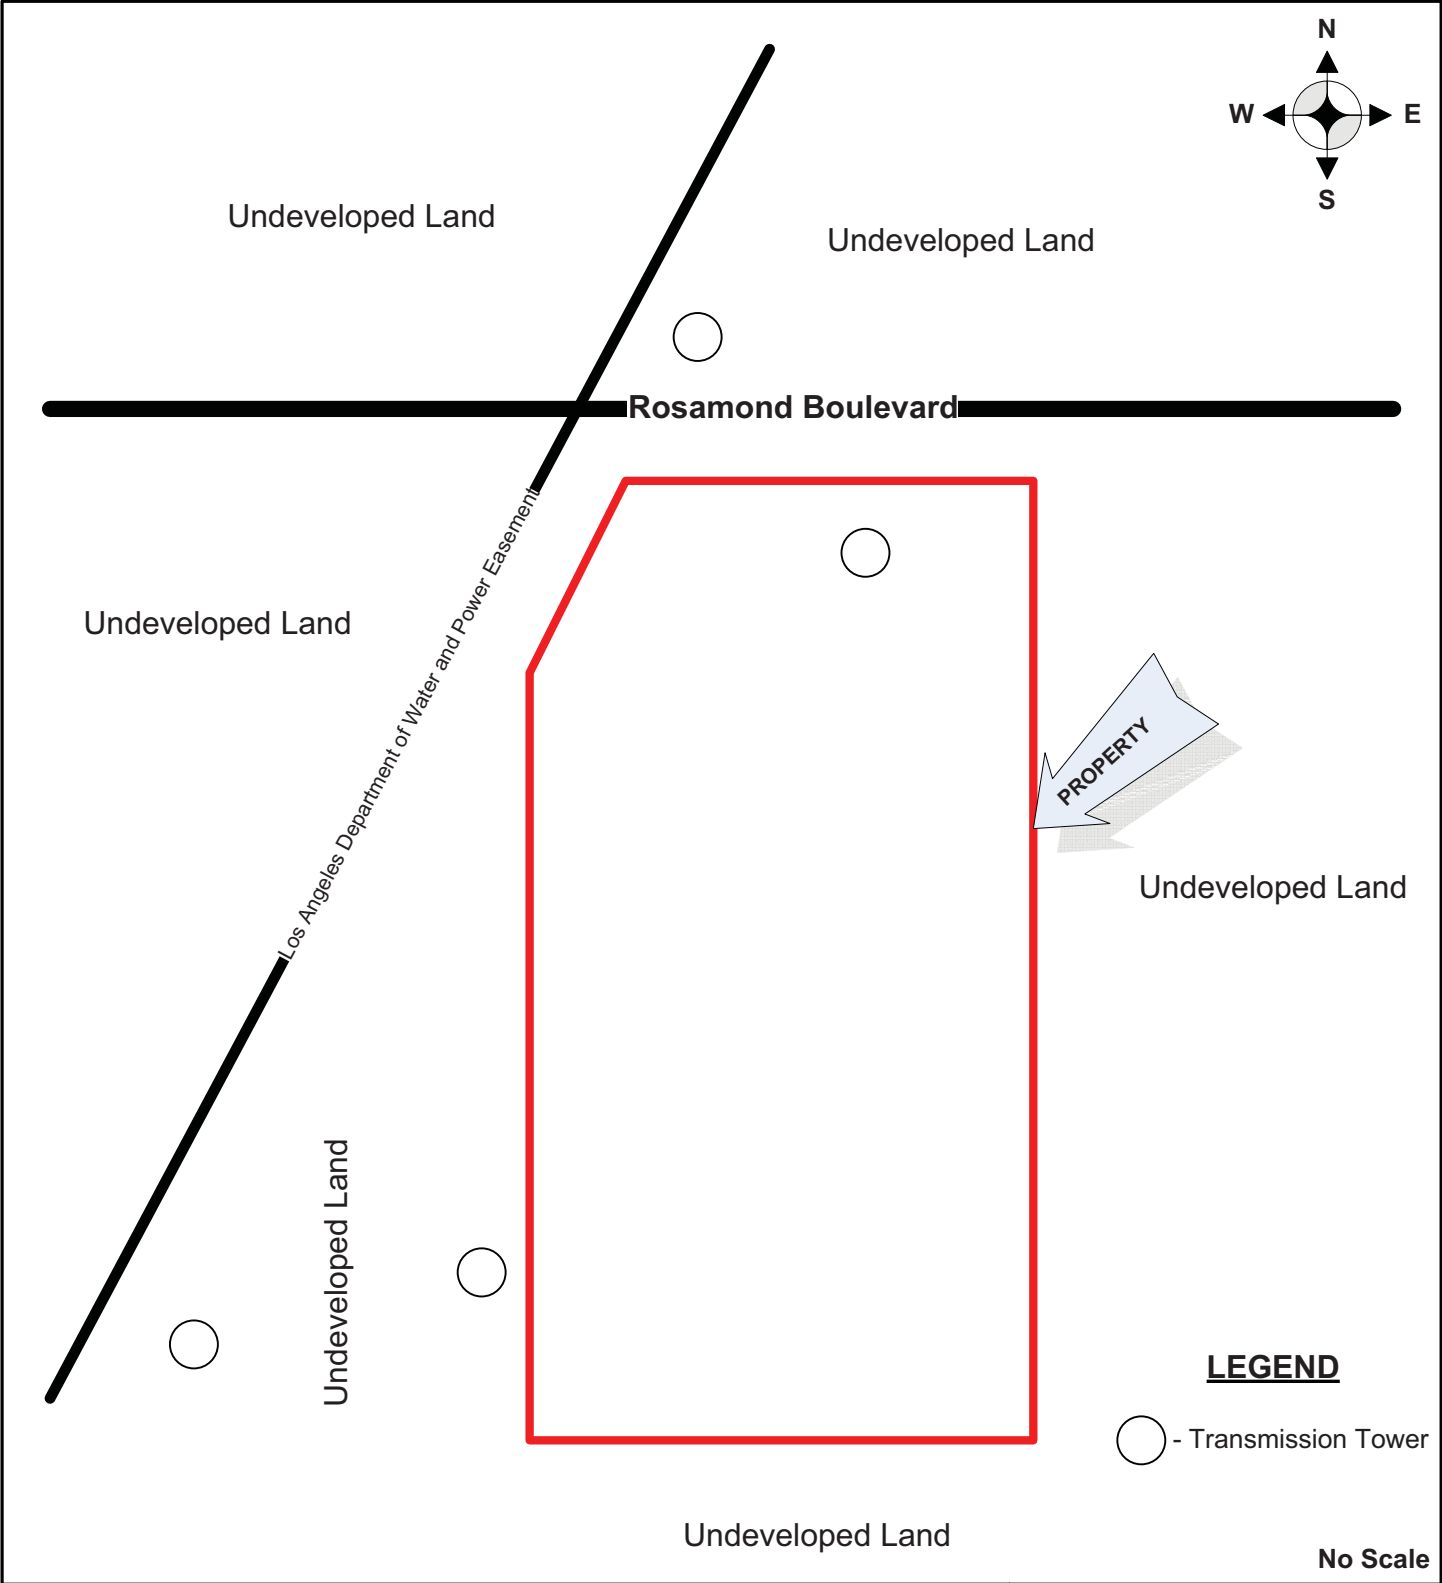 N
W
E
S
Undeveloped Land
Undeveloped Land
Rosamond Boulevard
Los Angeles Department of Water and Power Easement
Undeveloped Land
PROPERTY
Undeveloped Land
Undeveloped Land
LEGEND
- Transmission Tower
Undeveloped Land
No Scale